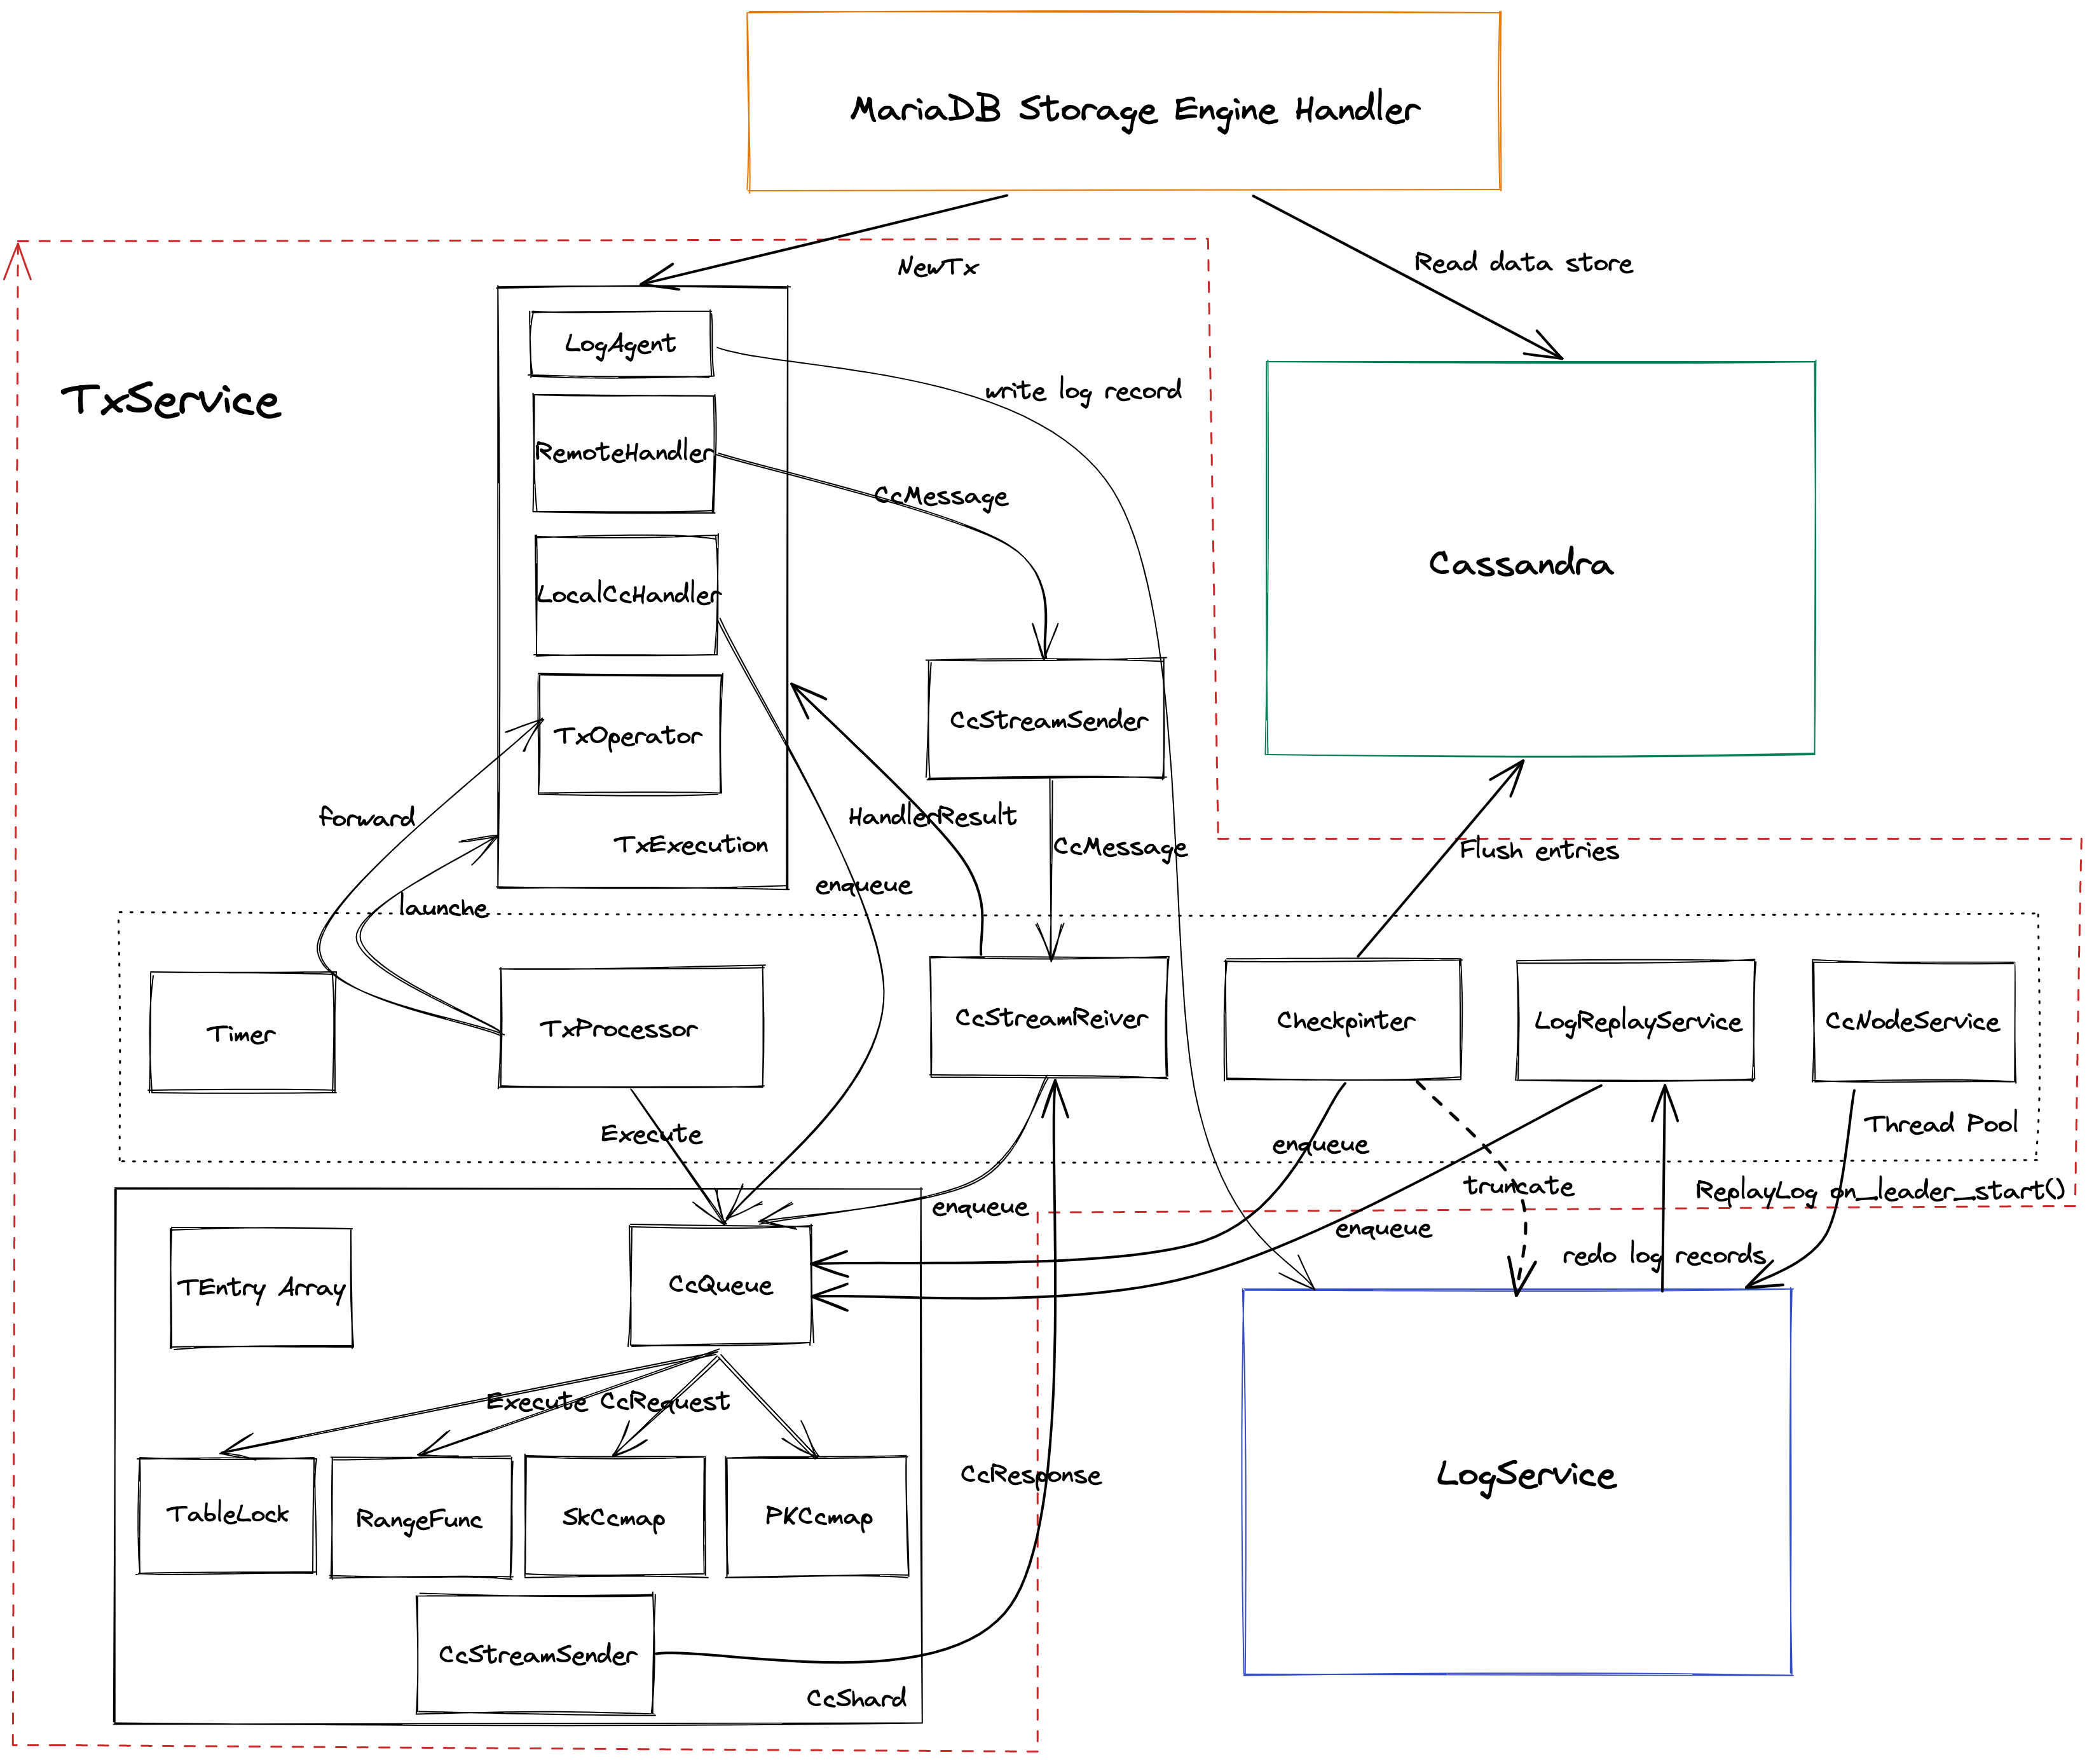 MariaDB Storage Engine Handler
NewTx
Read data store
LogAgent
TxService
write log record
RemoteHandler
CcMessage
Cassandra
LocalCcHandler
CcStreamSender
TxOperator
forward
HandlerResult
TxExecution
CcMessage
Flush entries
enqueue
launche
Timer
TxProcessor
CcStreamReiver
Checkpinter
LogReplayService
CcNodeService
Thread Pool
Execute
enqueue
truncate
ReplayLog on_leader_start()
enqueue
enqueue
redo log records
TEntry Array
CcQueue
Execute CcRequest
CcResponse
LogService
TableLock
RangeFunc
SkCcmap
PKCcmap
CcStreamSender
CcShard